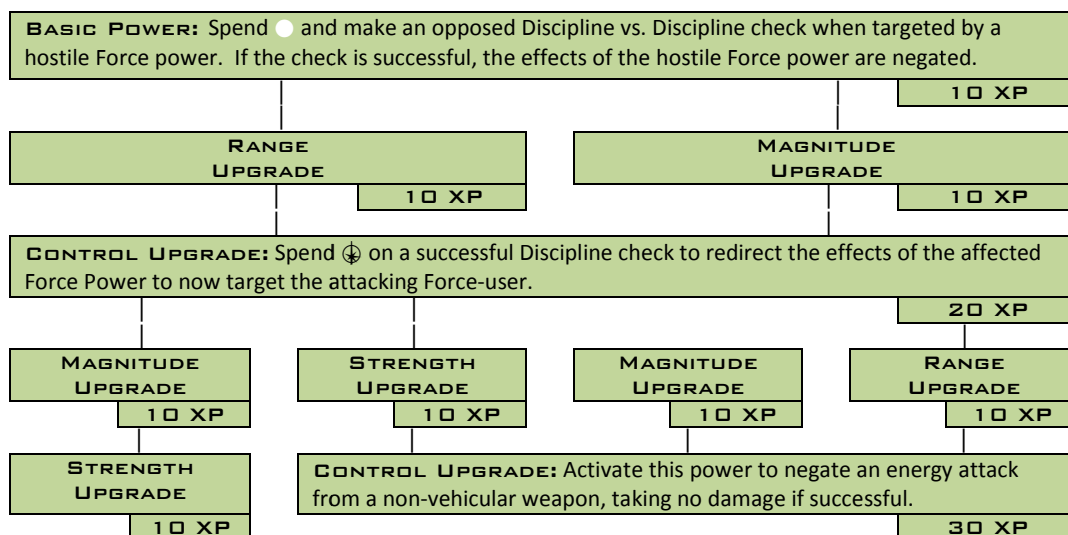 BASIC POWER: Spend ○ and make an opposed Discipline vs. Discipline check when targeted by a
hostile Force power. If the check is successful, the effects of the hostile Force power are negated.
10 XP
RANGE
UPGRADE
10 XP
MAGNITUDE
UPGRADE
10 XP
CONTROL UPGRADE: Spend on a successful Discipline check to redirect the effects of the affected
Force Power to now target the attacking Force-user.
20 XP
MAGNITUDE
UPGRADE
10 XP
STRENGTH
UPGRADE
10 XP
MAGNITUDE
UPGRADE
10 XP
RANGE
UPGRADE
10 XP
STRENGTH
UPGRADE
10 XP
CONTROL UPGRADE: Activate this power to negate an energy attack
from a non-vehicular weapon, taking no damage if successful.
30 XP